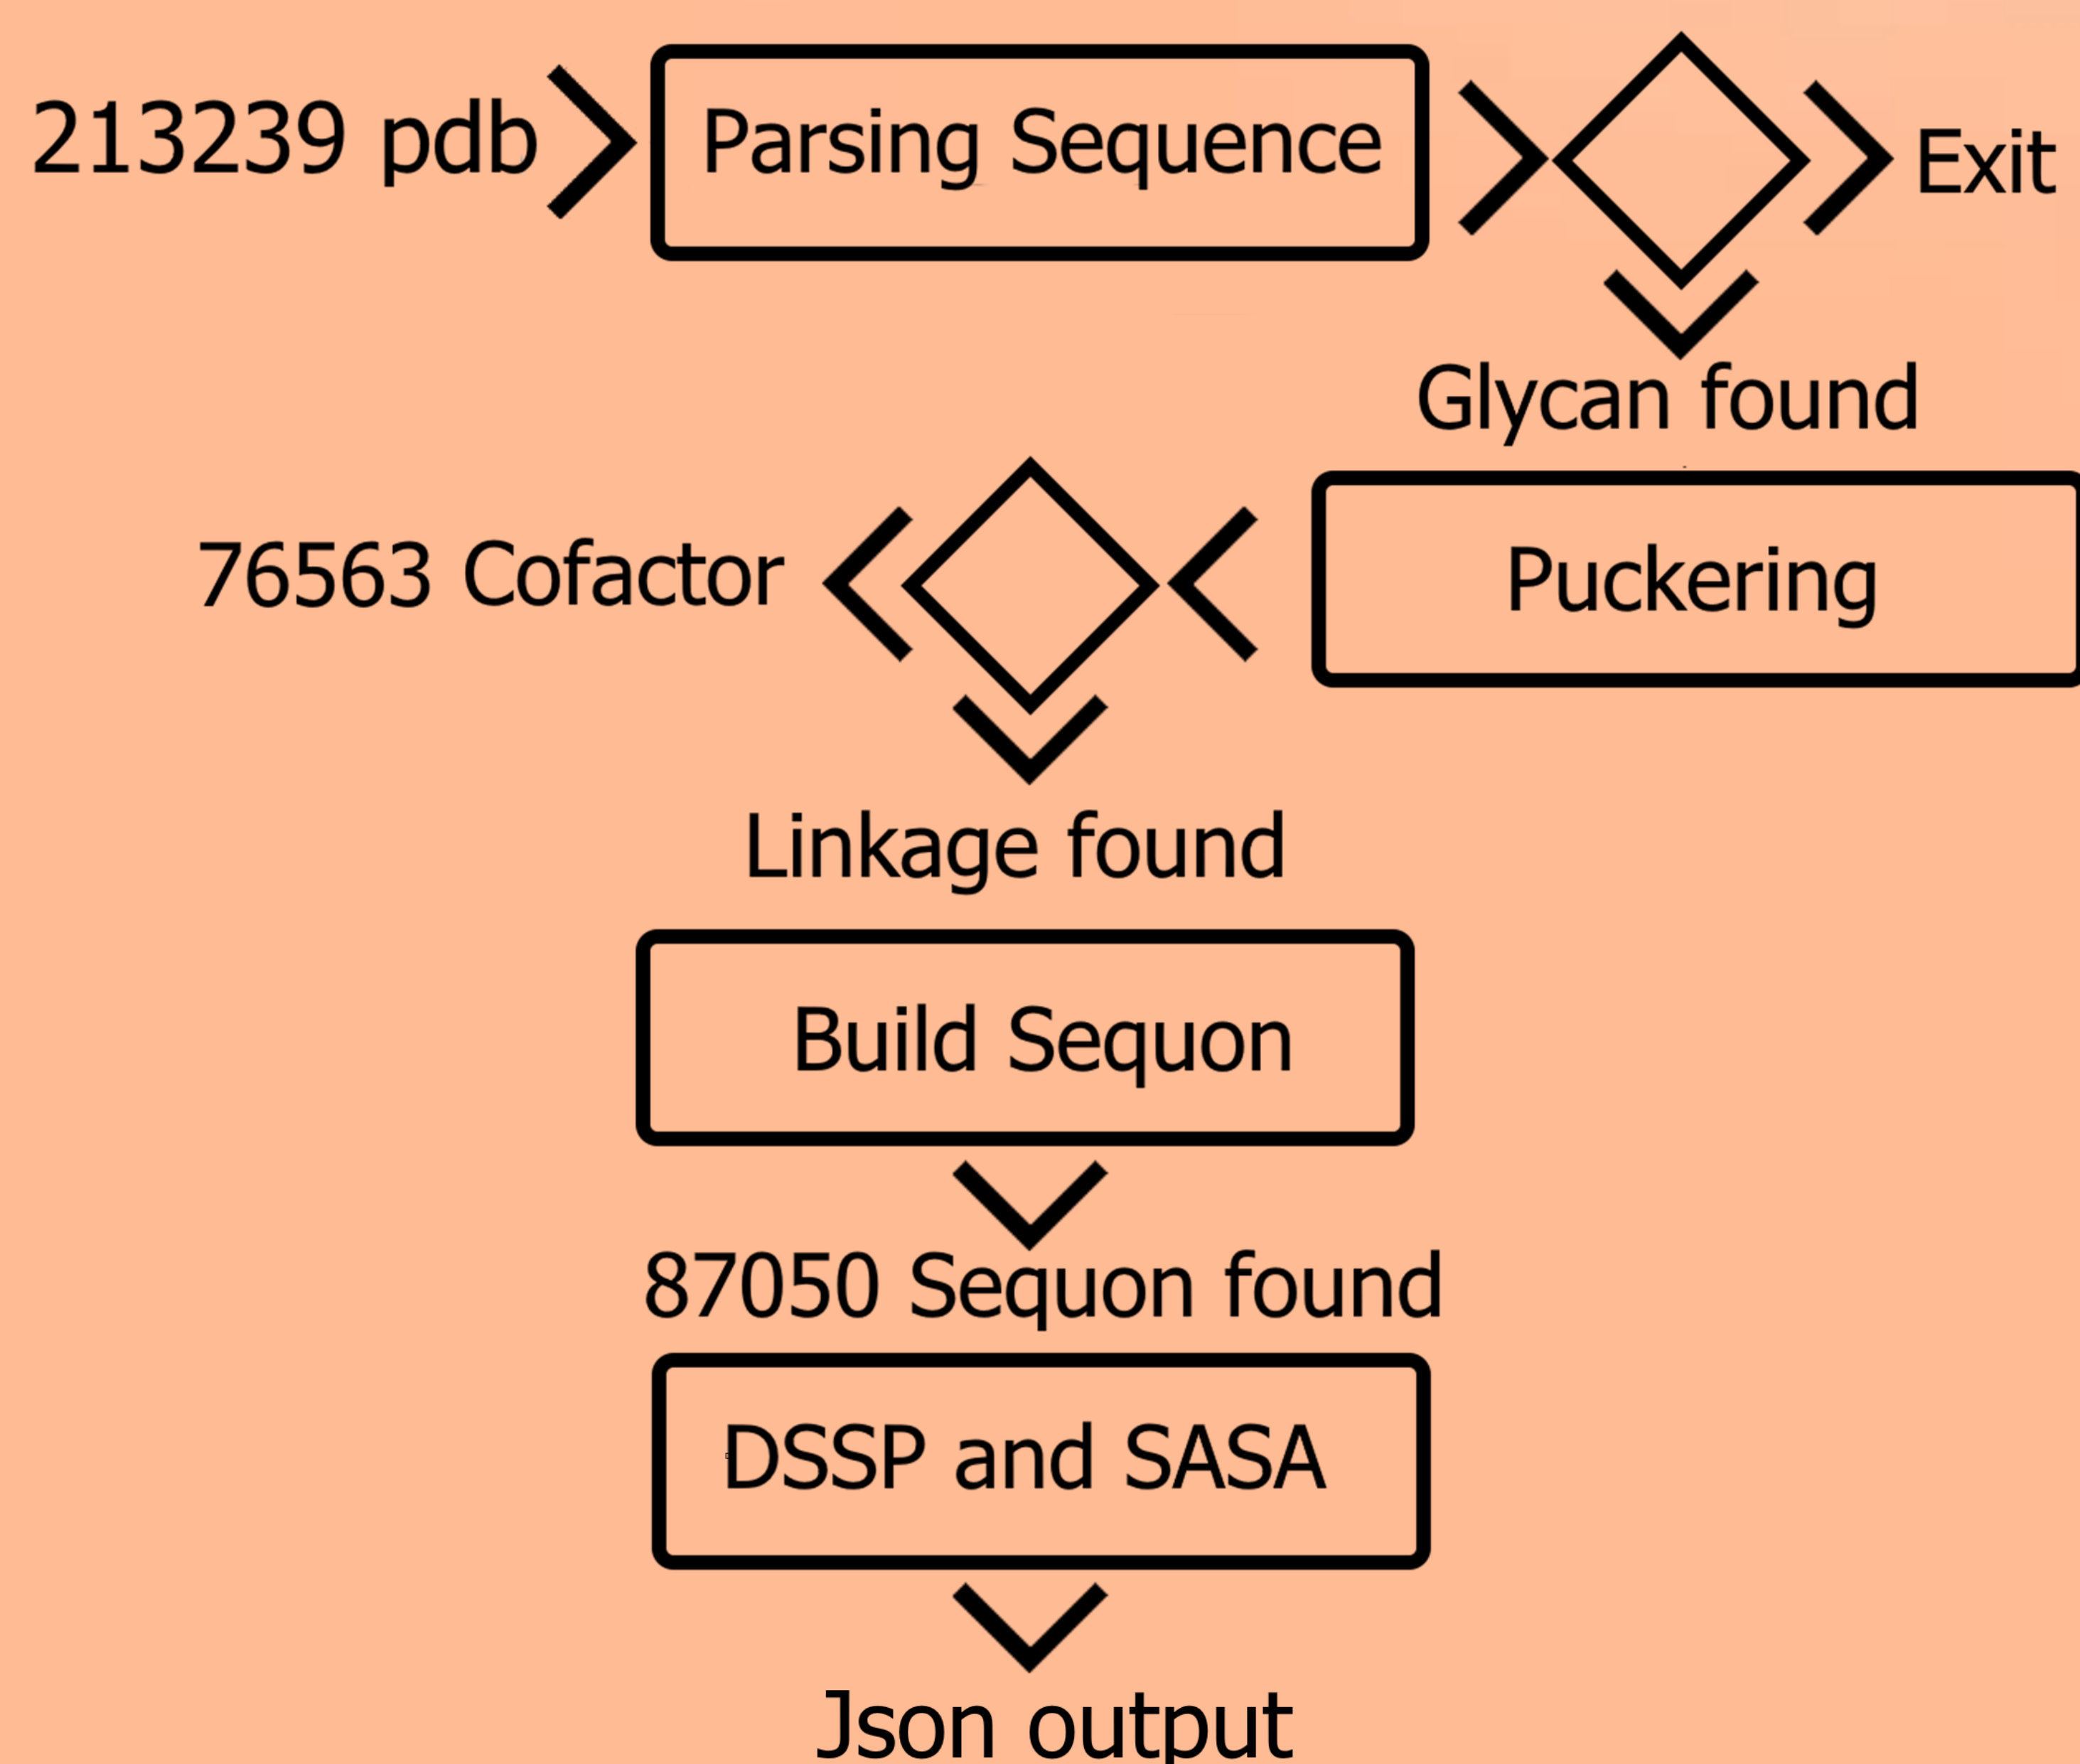 213239 pdb
Parsing Sequence
Exit
Glycan found
76563 Cofactor
Puckering
Linkage found
Build Sequon
87050 Sequon found
DSSP and SASA
Json output